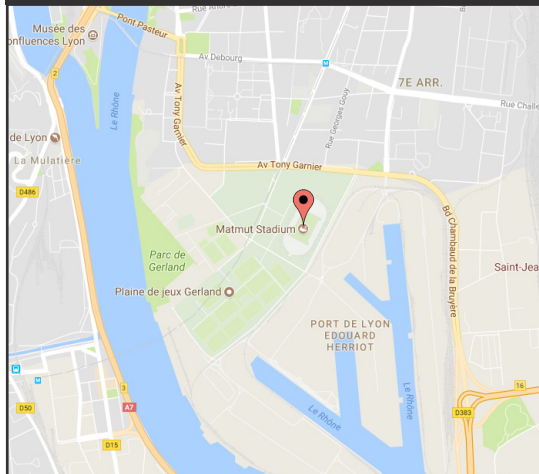 Rue André
Musée des
onfluences Lyon
Pont Pasteur
Av Debourg
M
7E ARR.
2
Le Rhône
Av Tony Garnier
Rue Georges Gouy
Rue Challe
de Lyon
La Mulatière
Av Tony Garnier
D486
Matmut Stadium
Bd Chambaud de la Bruyère
Parc de
Gerland
Saint-Jea
Plaine de jeux Gerland
PORT DE LYON
EDOUARD
HERRIOT
M
3
16
Le Rhône
D50
A7
D383
Le Rhône
D15